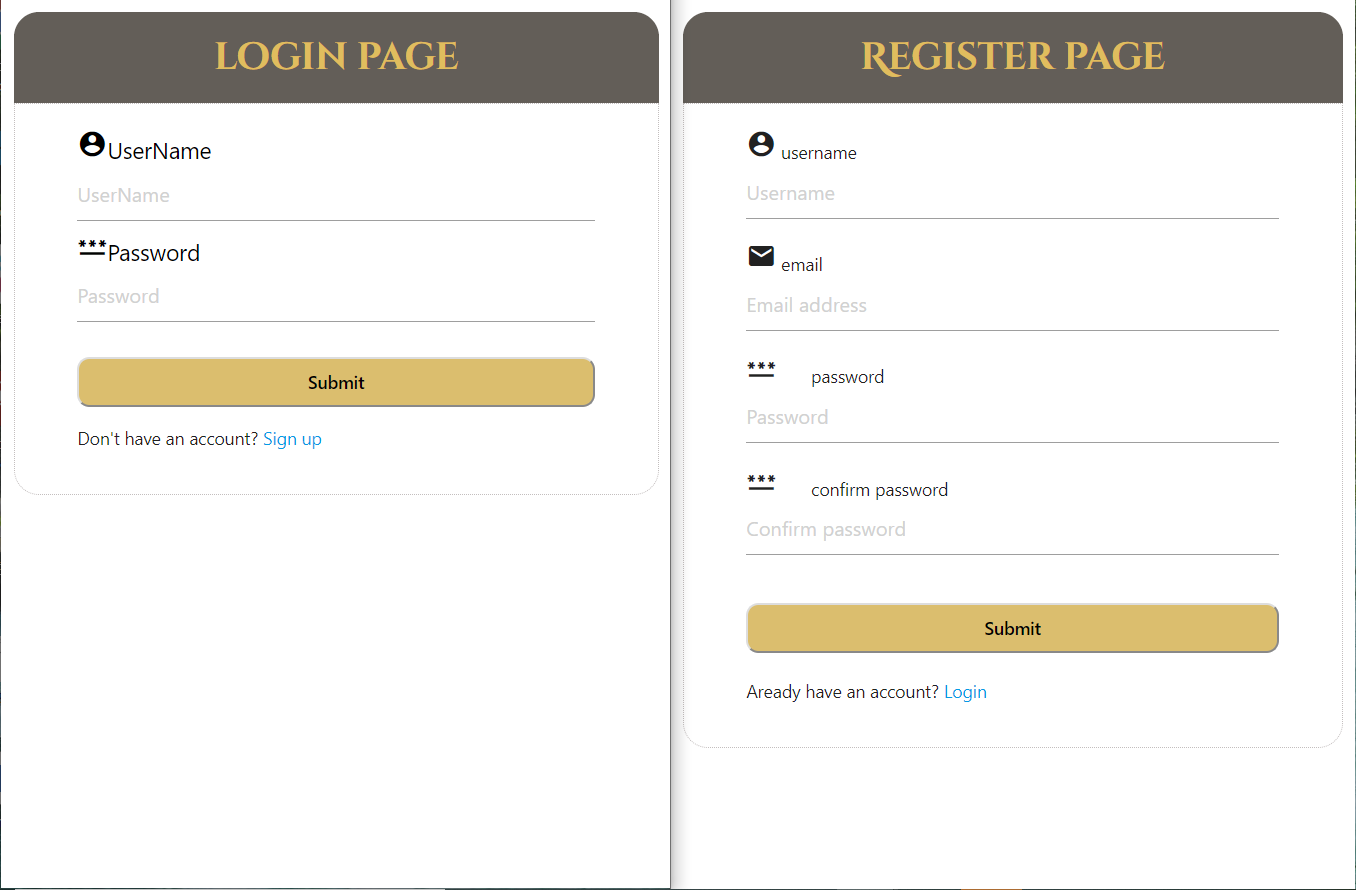 LOGIN PAGE
UserName
UserName
***Password
Password
Submit
Don't have an account? Sign up
REGISTER PAGE
username
Username
email
Email address
*** password
Password
*** confirm password
Confirm password
Submit
Aready have an account? Login